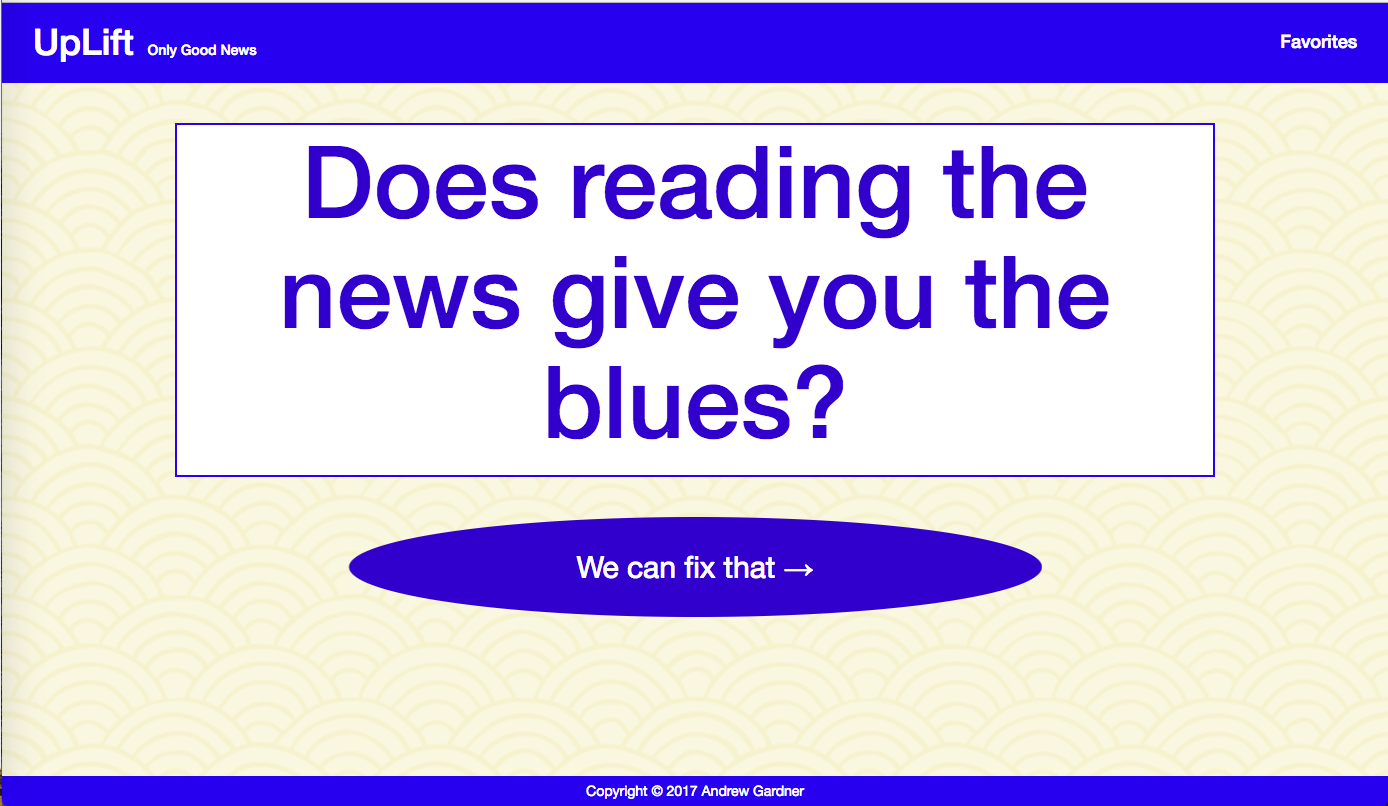 UpLift Only Good News Favorites
Does reading the
news give you the
blues?
We can fix that →
Copyright © 2017 Andrew Gardner